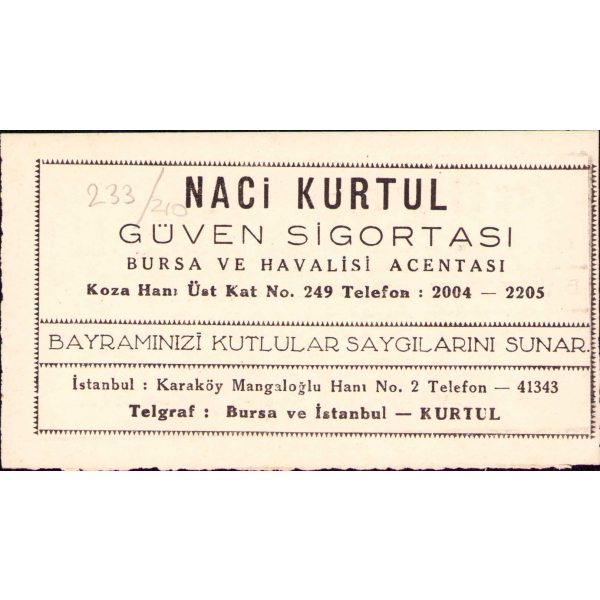 233/210
NACİ KURTUL
GÜVEN SİGORTASI
BURSA VE HAVALİSİ ACENTASI
Koza Hanı Üst Kat No. 249 Telefon : 2004 — 2205
BAYRAMINIZI KUTLULAR SAYGILARINI SUNAR.
İstanbul : Karaköy Mangaloğlu Hanı No. 2 Telefon — 41343
Telgraf : Bursa ve İstanbul — KURTUL